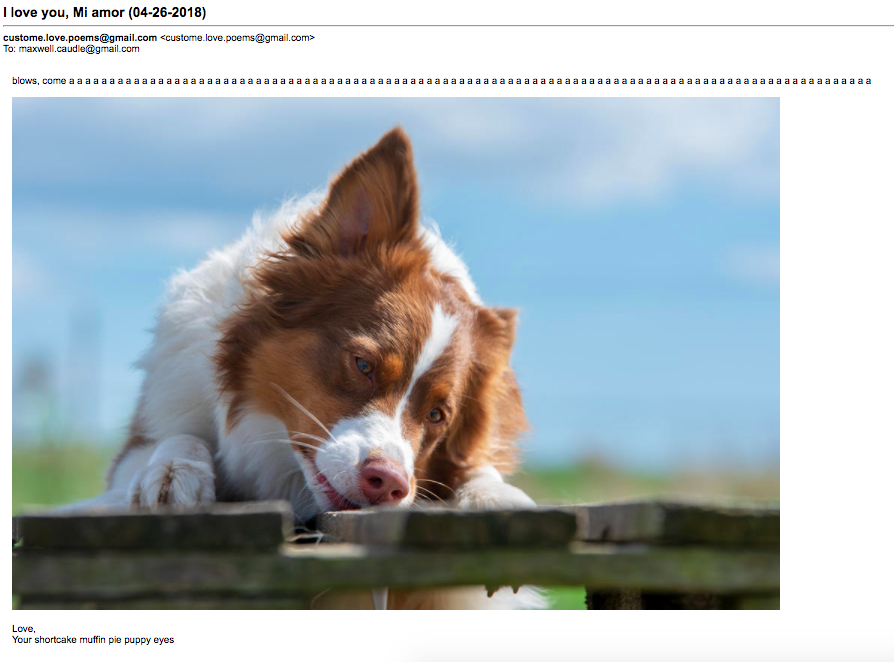 I love you, Mi amor (04-26-2018)
custome.love.poems@gmail.com <custome.love.poems@gmail.com>
To: maxwell.caudle@gmail.com
blows, come a a a a a a a a a a a a a a a a a a a a a a a a a a a a a a a a a a a a a a a a a a a a a a a a a a a a a a a a a a a a a a a a a a a a a a a a a a a a a a a a a a a a a a a a a a a a a a a a a a a
Love,
Your shortcake muffin pie puppy eyes